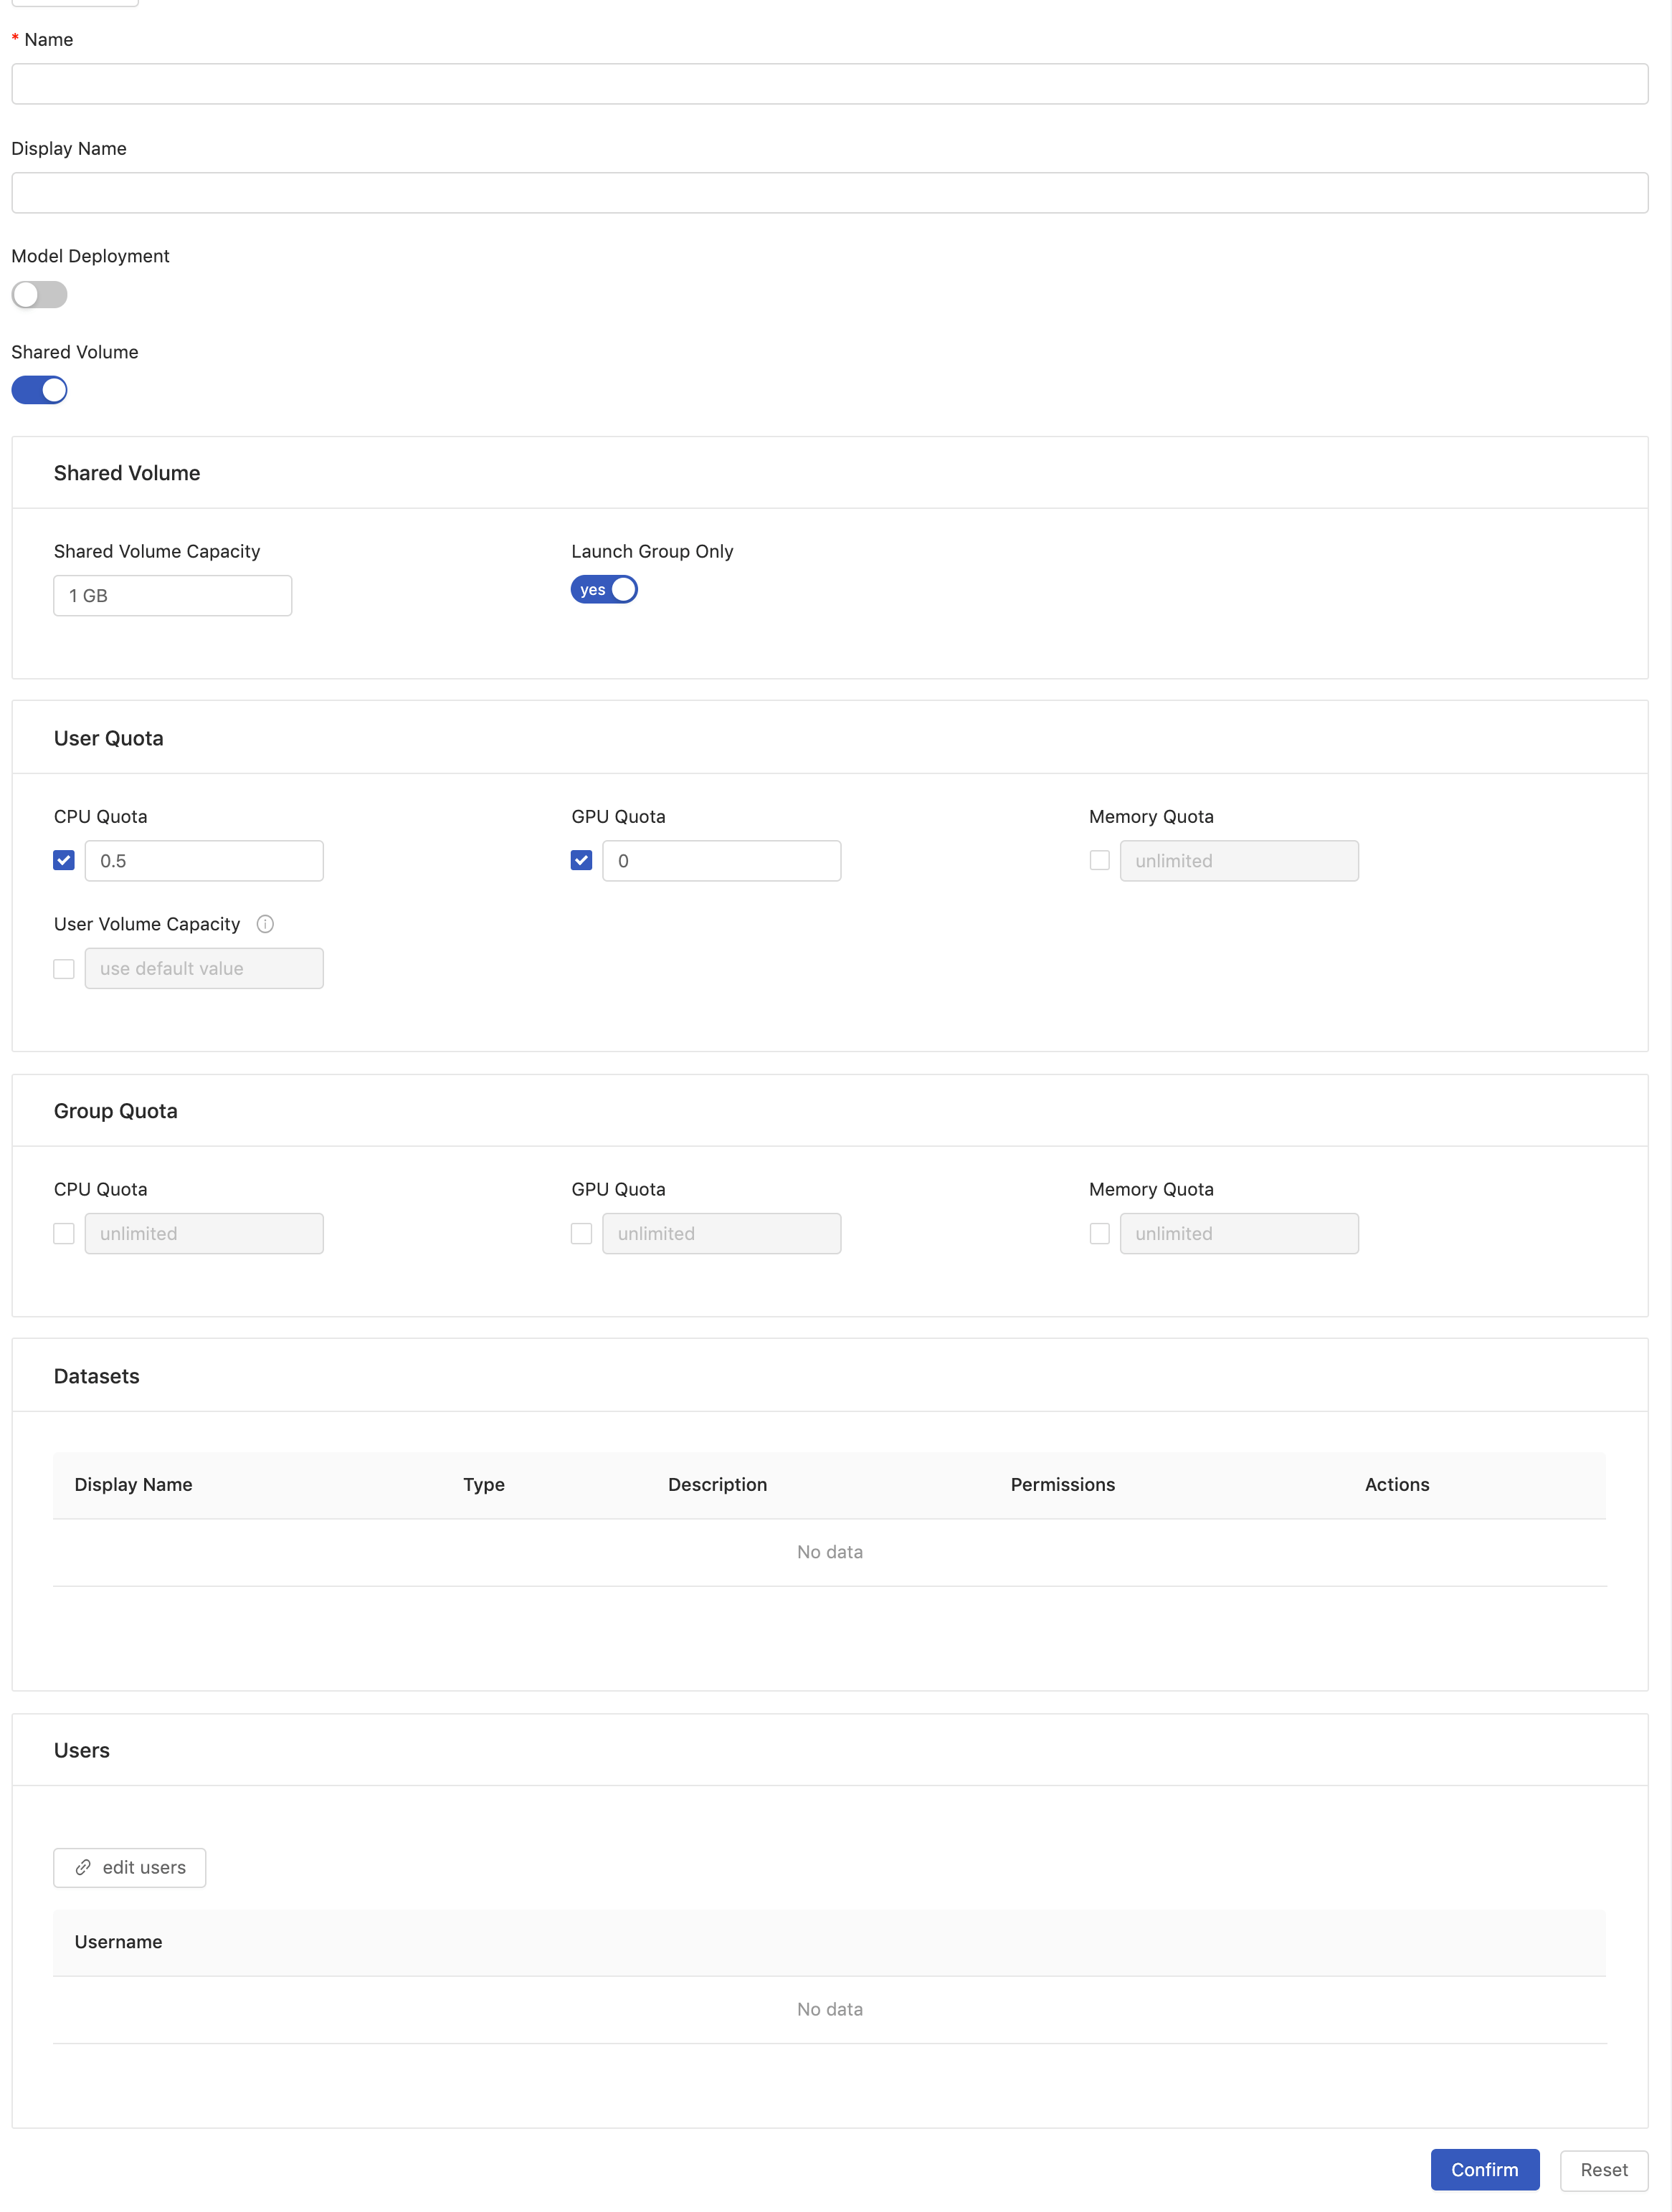 * Name
Display Name
Model Deployment
Shared Volume
Shared Volume
Shared Volume Capacity Launch Group Only
1 GB yes
User Quota
CPU Quota GPU Quota Memory Quota
0.5 0 unlimited
User Volume Capacity
use default value
Group Quota
CPU Quota GPU Quota Memory Quota
unlimited unlimited unlimited
Datasets
Display Name Type Description Permissions Actions
No data
Users
edit users
Username
No data
Confirm Reset